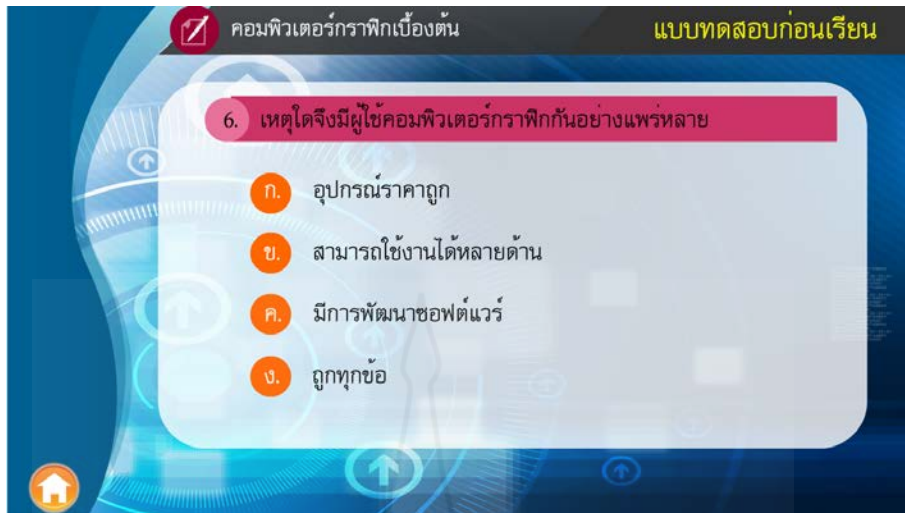 คอมพิวเตอร์กราฟิกเบื้องต้น
แบบทดสอบก่อนเรียน
6. เหตุใดจึงมีผู้ใช้คอมพิวเตอร์กราฟิกกันอย่างแพร่หลาย
ก. อุปกรณ์ราคาถูก
ข. สามารถใช้งานได้หลายด้าน
ค. มีการพัฒนาซอฟต์แวร์
ง. ถูกทุกข้อ